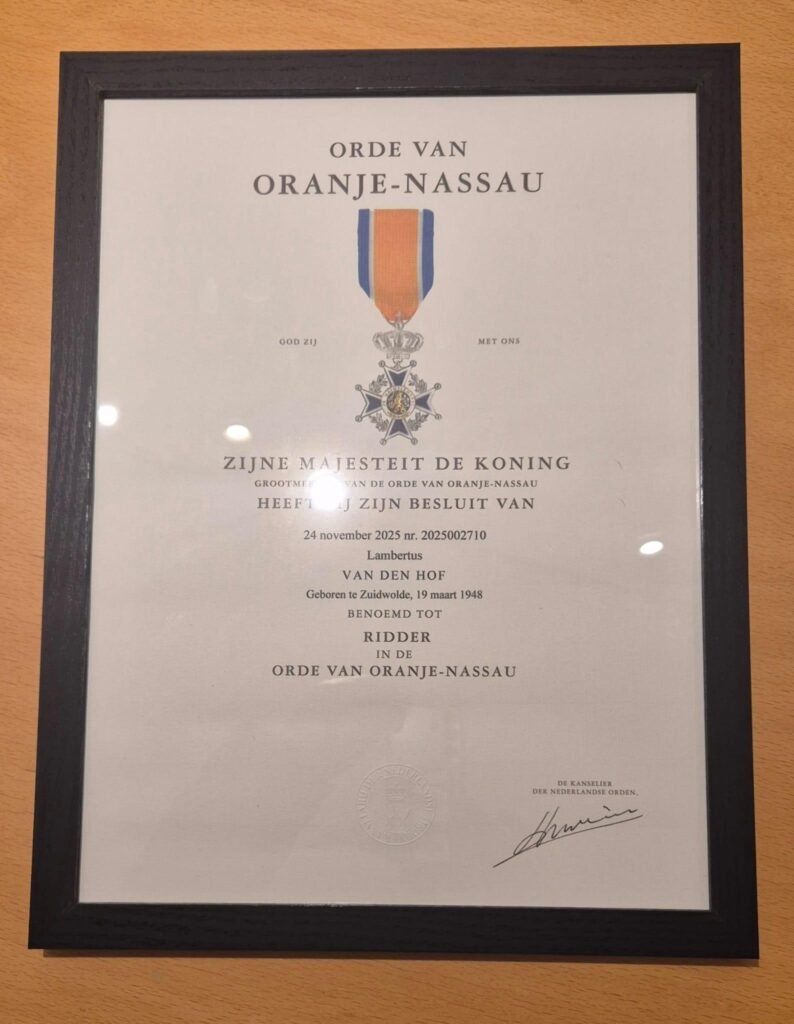 ORDE VAN
ORANJE-NASSAU
GOD ZIJ MET ONS
ZIJNE MAJESTEIT DE KONING
VAN DE ORDE VAN ORANJE-NASSAU
HEEFT ZIJN BESLUIT VAN
24 november 2025 nr. 2025002710
Lambertus
VAN DEN HOF
Geboren te Zuidwolde, 19 maart 1948
BENOEMD TOT
RIDDER
IN DE
ORDE VAN ORANJE-NASSAU
DE KANSELIER
DER NEDERLANDSE ORDEN,